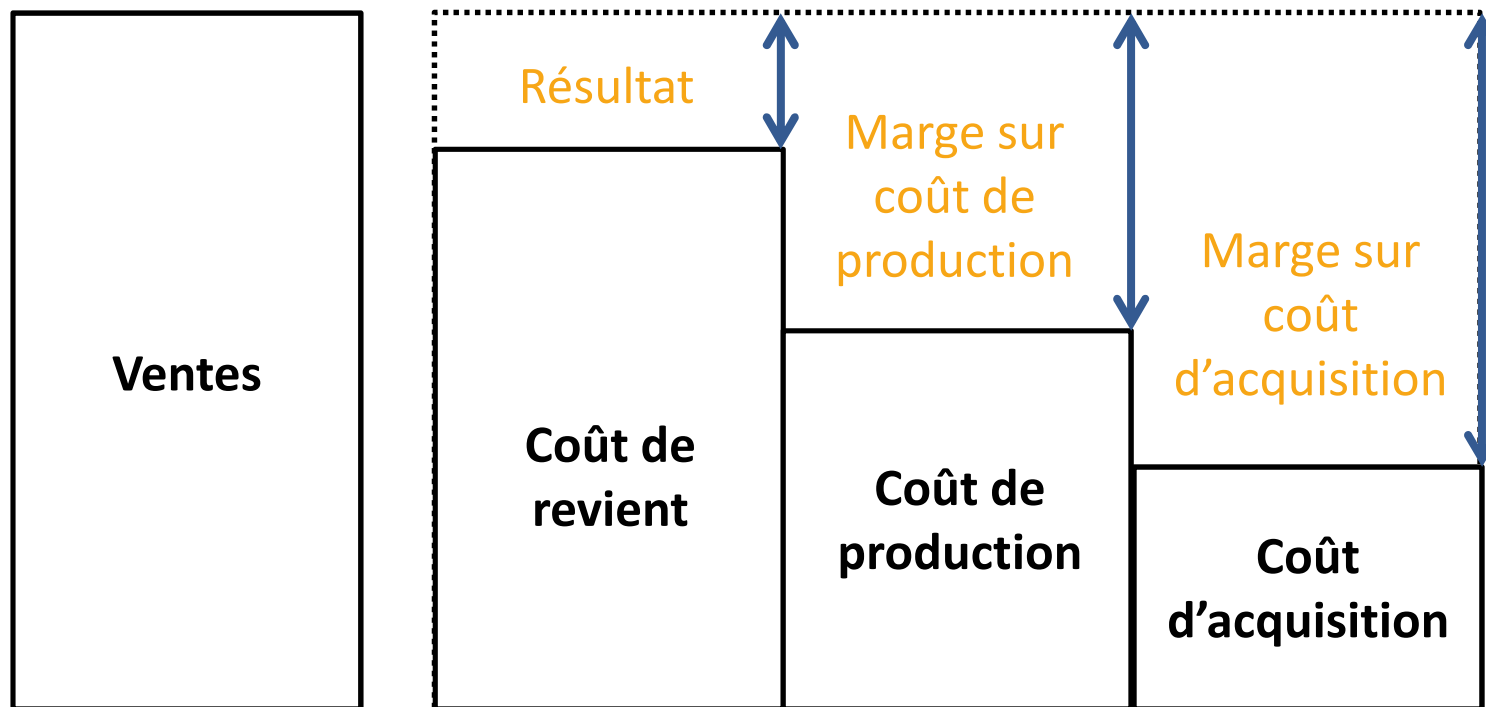 Ventes
Résultat
Coût de
revient
Marge sur
coût de
production
Coût de
production
Marge sur
coût
d’acquisition
Coût
d’acquisition